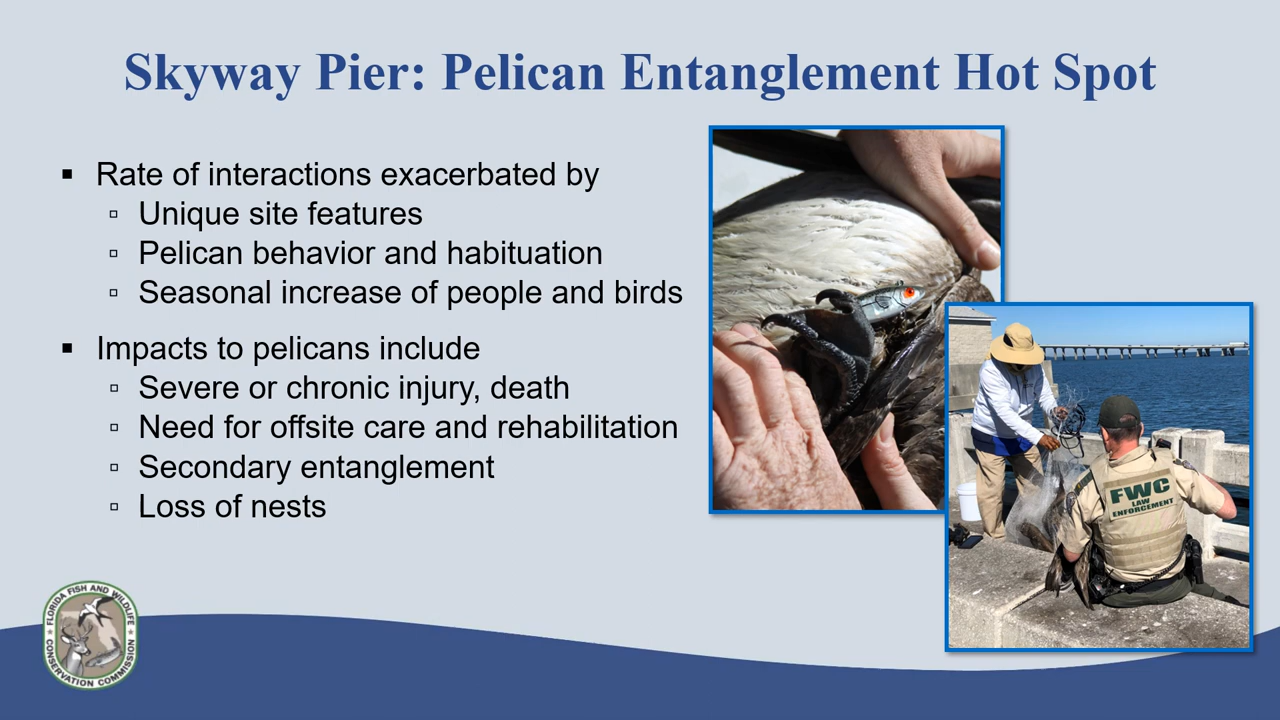 Skyway Pier: Pelican Entanglement Hot Spot
▪ Rate of interactions exacerbated by
▫ Unique site features
▫ Pelican behavior and habituation
▫ Seasonal increase of people and birds
▪ Impacts to pelicans include
▫ Severe or chronic injury, death
▫ Need for offsite care and rehabilitation
▫ Secondary entanglement
▫ Loss of nests
FWC
LAW
ENFORCEMENT
FLORIDA FISH AND WILDLIFE
CONSERVATION COMMISSION